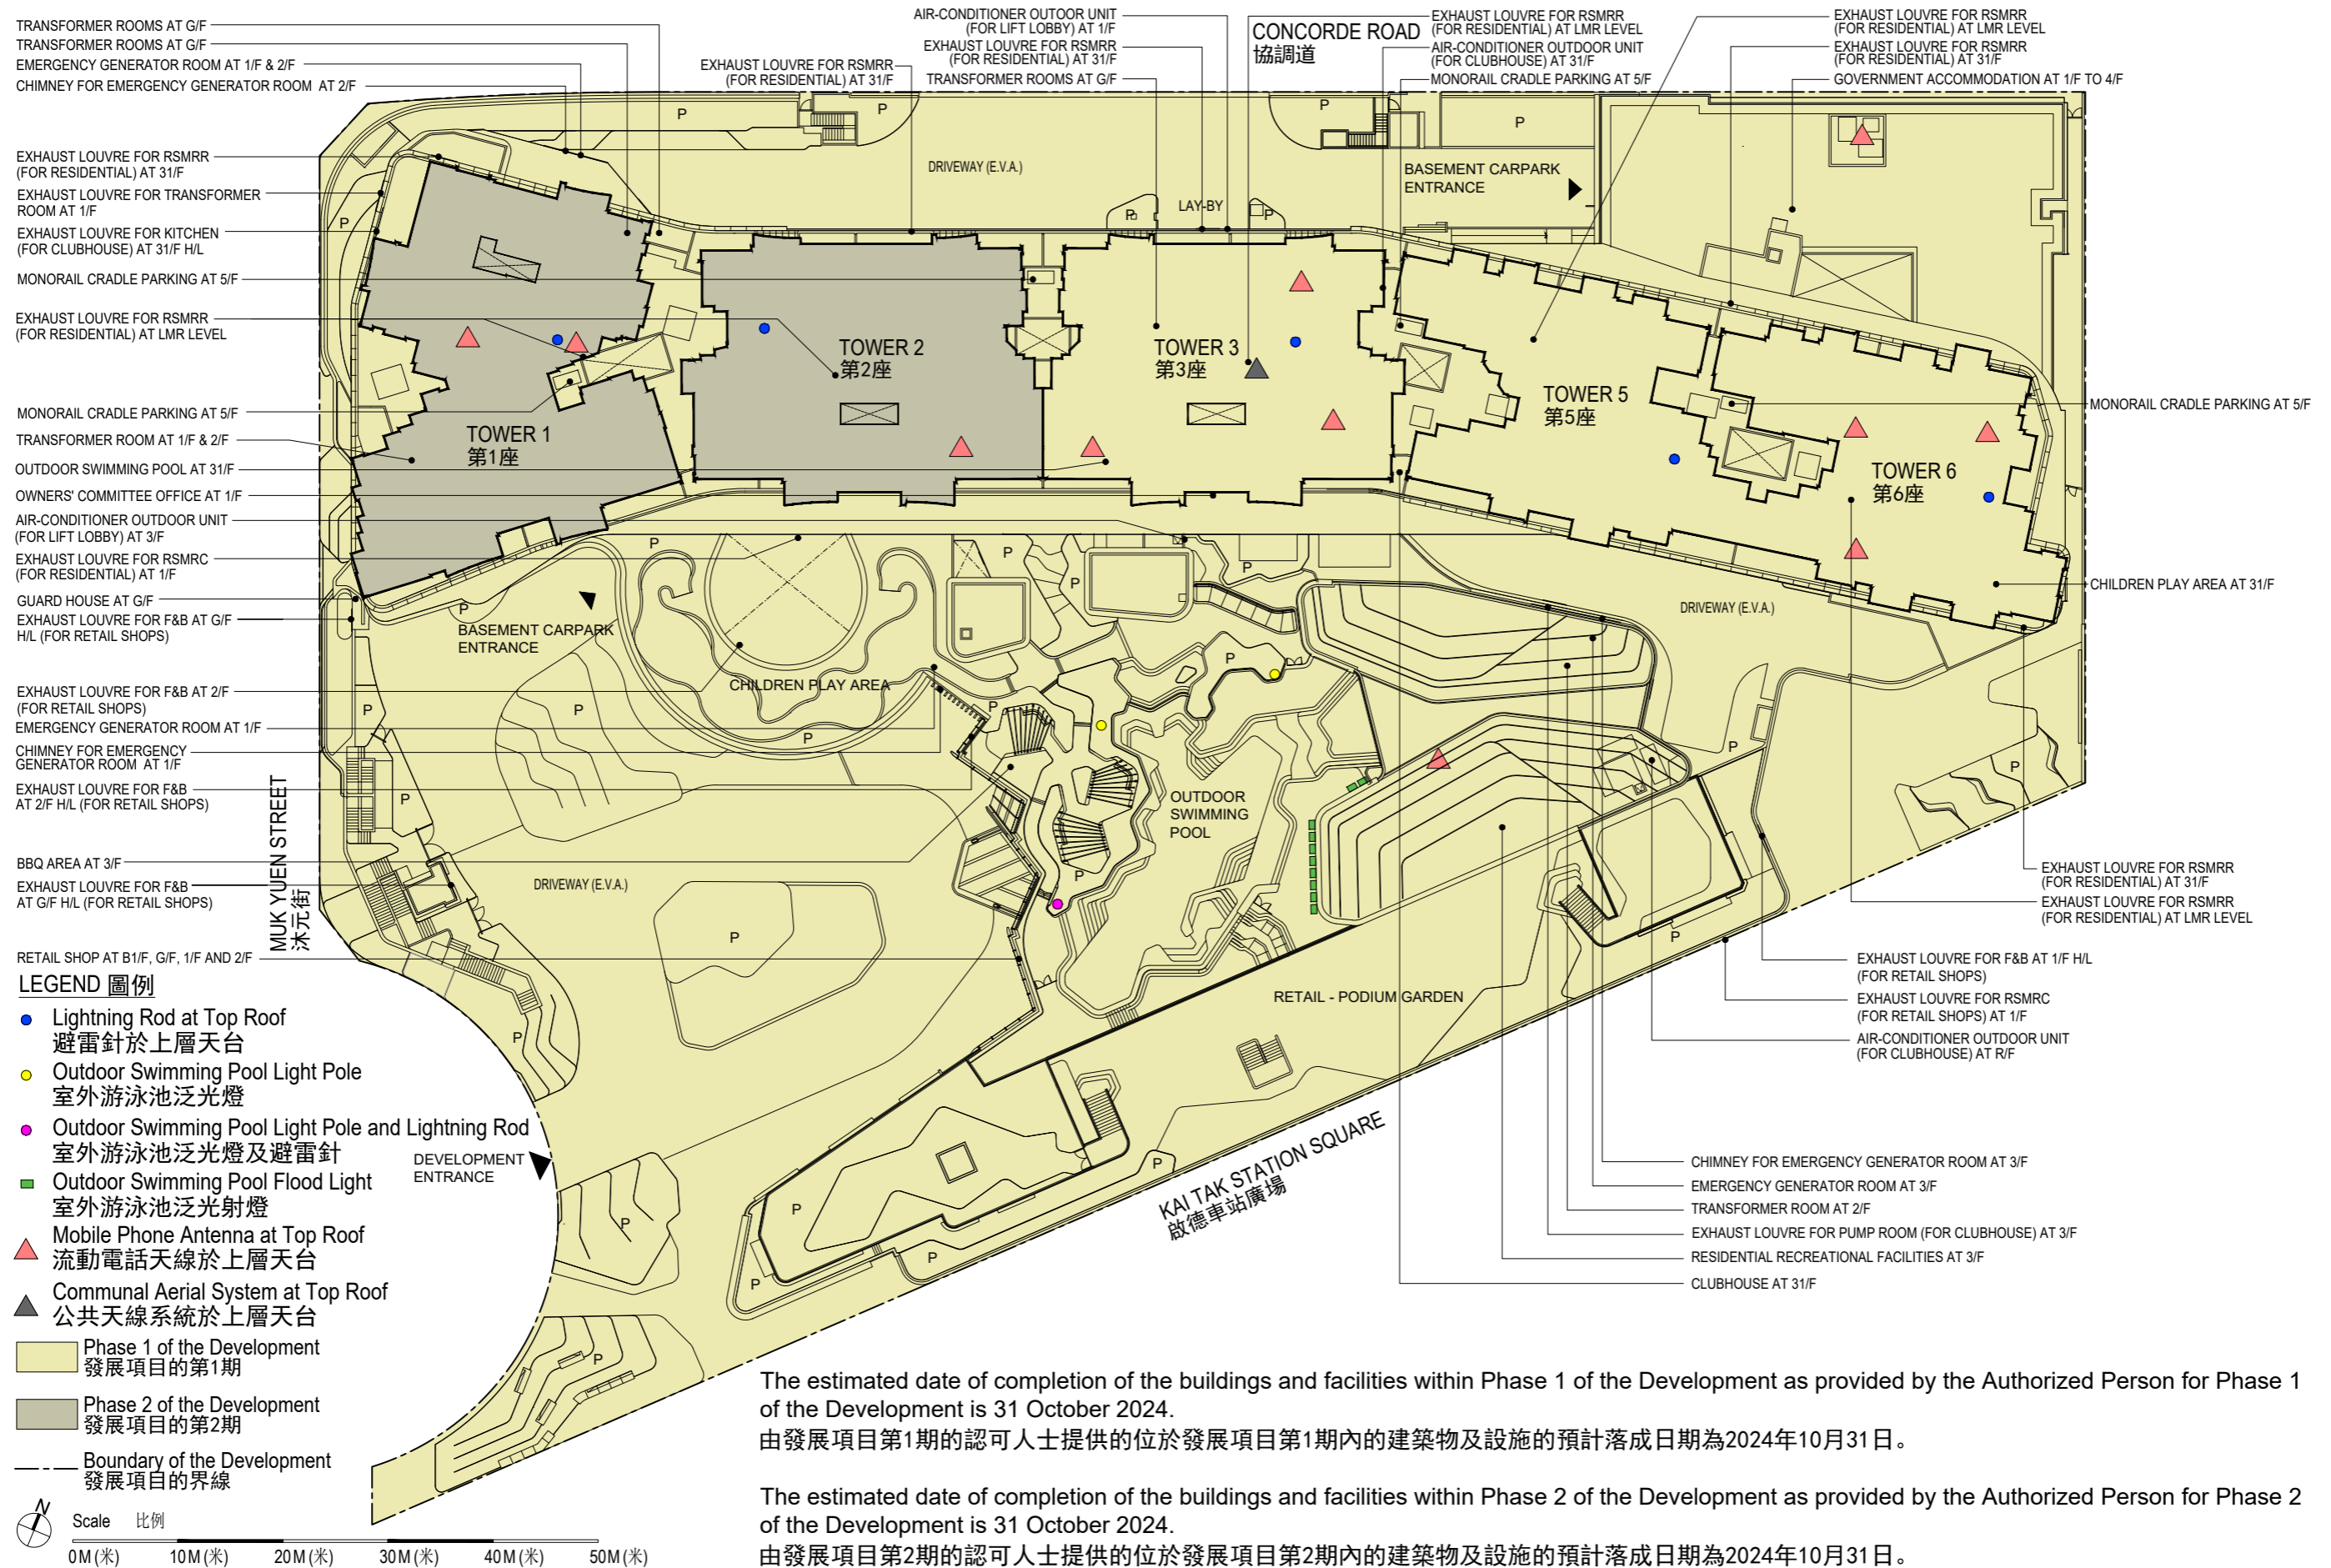 TRANSFORMER ROOMS AT G/F
TRANSFORMER ROOMS AT G/F
EMERGENCY GENERATOR ROOM AT 1/F & 2/F
CHIMNEY FOR EMERGENCY GENERATOR ROOM AT 2/F
EXHAUST LOUVRE FOR RSMRR
(FOR RESIDENTIAL) AT 31/F
AIR-CONDITIONER OUTOOR UNIT
(FOR LIFT LOBBY) AT 1/F
EXHAUST LOUVRE FOR RSMRR
(FOR RESIDENTIAL) AT 31/F
TRANSFORMER ROOMS AT G/F
CONCORDE ROAD
協調道
EXHAUST LOUVRE FOR RSMRR
(FOR RESIDENTIAL) AT LMR LEVEL
AIR-CONDITIONER OUTDOOR UNIT
(FOR CLUBHOUSE) AT 31/F
MONORAIL CRADLE PARKING AT 5/F
EXHAUST LOUVRE FOR RSMRR
(FOR RESIDENTIAL) AT LMR LEVEL
EXHAUST LOUVRE FOR RSMRR
(FOR RESIDENTIAL) AT 31/F
GOVERNMENT ACCOMMODATION AT 1/F TO 4/F
P
P
P
P
DRIVEWAY (E.V.A.)
BASEMENT CARPARK
ENTRANCE
LAY-BY
P
P
P
EXHAUST LOUVRE FOR RSMRR
(FOR RESIDENTIAL) AT 31/F
EXHAUST LOUVRE FOR TRANSFORMER
ROOM AT 1/F
EXHAUST LOUVRE FOR KITCHEN
(FOR CLUBHOUSE) AT 31/F H/L
MONORAIL CRADLE PARKING AT 5/F
EXHAUST LOUVRE FOR RSMRR
(FOR RESIDENTIAL) AT LMR LEVEL
MONORAIL CRADLE PARKING AT 5/F
TRANSFORMER ROOM AT 1/F & 2/F
OUTDOOR SWIMMING POOL AT 31/F
OWNERS' COMMITTEE OFFICE AT 1/F
AIR-CONDITIONER OUTDOOR UNIT
(FOR LIFT LOBBY) AT 3/F
EXHAUST LOUVRE FOR RSMRC
(FOR RESIDENTIAL) AT 1/F
GUARD HOUSE AT G/F
EXHAUST LOUVRE FOR F&B AT G/F
H/L (FOR RETAIL SHOPS)
EXHAUST LOUVRE FOR F&B AT 2/F
(FOR RETAIL SHOPS)
EMERGENCY GENERATOR ROOM AT 1/F
CHIMNEY FOR EMERGENCY
GENERATOR ROOM AT 1/F
EXHAUST LOUVRE FOR F&B
AT 2/F H/L (FOR RETAIL SHOPS)
BBQ AREA AT 3/F
EXHAUST LOUVRE FOR F&B
AT G/F H/L (FOR RETAIL SHOPS)
RETAIL SHOP AT B1/F, G/F, 1/F AND 2/F
TOWER 1
第1座
TOWER 2
第2座
TOWER 3
第3座
TOWER 5
第5座
TOWER 6
第6座
MONORAIL CRADLE PARKING AT 5/F
CHILDREN PLAY AREA AT 31/F
P
P
P
P
P
BASEMENT CARPARK
ENTRANCE
DRIVEWAY (E.V.A.)
P
CHILDREN PLAY AREA
P
P
P
P
P
P
P
P
MUK YUEN STREET
沐元街
OUTDOOR
SWIMMING
POOL
P
DRIVEWAY (E.V.A.)
P
P
EXHAUST LOUVRE FOR RSMRR
(FOR RESIDENTIAL) AT 31/F
EXHAUST LOUVRE FOR RSMRR
(FOR RESIDENTIAL) AT LMR LEVEL
EXHAUST LOUVRE FOR F&B AT 1/F H/L
(FOR RETAIL SHOPS)
EXHAUST LOUVRE FOR RSMRC
(FOR RETAIL SHOPS) AT 1/F
AIR-CONDITIONER OUTDOOR UNIT
(FOR CLUBHOUSE) AT R/F
RETAIL - PODIUM GARDEN
P
DEVELOPMENT
ENTRANCE
P
P
P
P
P
P
KAI TAK STATION SQUARE
啟德車站廣場
CHIMNEY FOR EMERGENCY GENERATOR ROOM AT 3/F
EMERGENCY GENERATOR ROOM AT 3/F
TRANSFORMER ROOM AT 2/F
EXHAUST LOUVRE FOR PUMP ROOM (FOR CLUBHOUSE) AT 3/F
RESIDENTIAL RECREATIONAL FACILITIES AT 3/F
CLUBHOUSE AT 31/F
LEGEND 圖例
Lightning Rod at Top Roof
避雷針於上層天台
Outdoor Swimming Pool Light Pole
室外游泳池泛光燈
Outdoor Swimming Pool Light Pole and Lightning Rod
室外游泳池泛光燈及避雷針
Outdoor Swimming Pool Flood Light
室外游泳池泛光射燈
Mobile Phone Antenna at Top Roof
流動電話天線於上層天台
Communal Aerial System at Top Roof
公共天線系統於上層天台
Phase 1 of the Development
發展項目的第1期
Phase 2 of the Development
發展項目的第2期
Boundary of the Development
發展項目的界線
N
Scale 比例
0M(米) 10M(米) 20M(米) 30M(米) 40M(米) 50M(米)
The estimated date of completion of the buildings and facilities within Phase 1 of the Development as provided by the Authorized Person for Phase 1
of the Development is 31 October 2024.
由發展項目第1期的認可人士提供的位於發展項目第1期內的建築物及設施的預計落成日期為2024年10月31日。
The estimated date of completion of the buildings and facilities within Phase 2 of the Development as provided by the Authorized Person for Phase 2
of the Development is 31 October 2024.
由發展項目第2期的認可人士提供的位於發展項目第2期內的建築物及設施的預計落成日期為2024年10月31日。